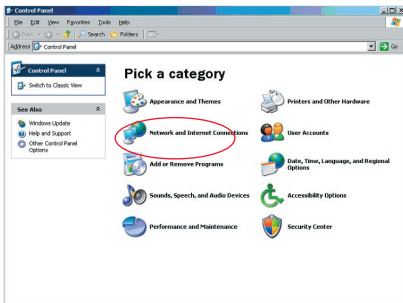 Control Panel
File Edit View Favorites Tools Help
Back Search Folders
Address Control Panel Go
Control Panel
Switch to Classic View
See Also
Windows Update
Help and Support
Other Control Panel
Options
Pick a category
Appearance and Themes
Printers and Other Hardware
Network and Internet Connections
User Accounts
Add or Remove Programs
Date, Time, Language, and Regional
Options
Sounds, Speech, and Audio Devices
Accessibility Options
Performance and Maintenance
Security Center